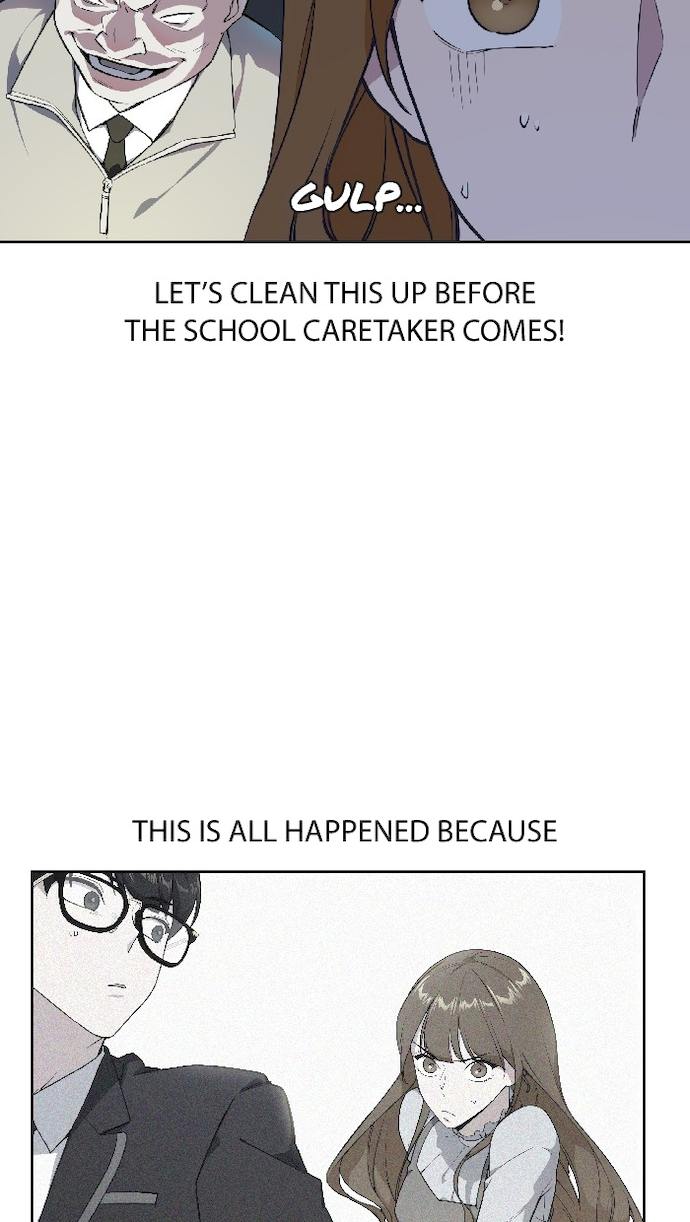 GULP...
LET'S CLEAN THIS UP BEFORE
THE SCHOOL CARETAKER COMES!
THIS IS ALL HAPPENED BECAUSE